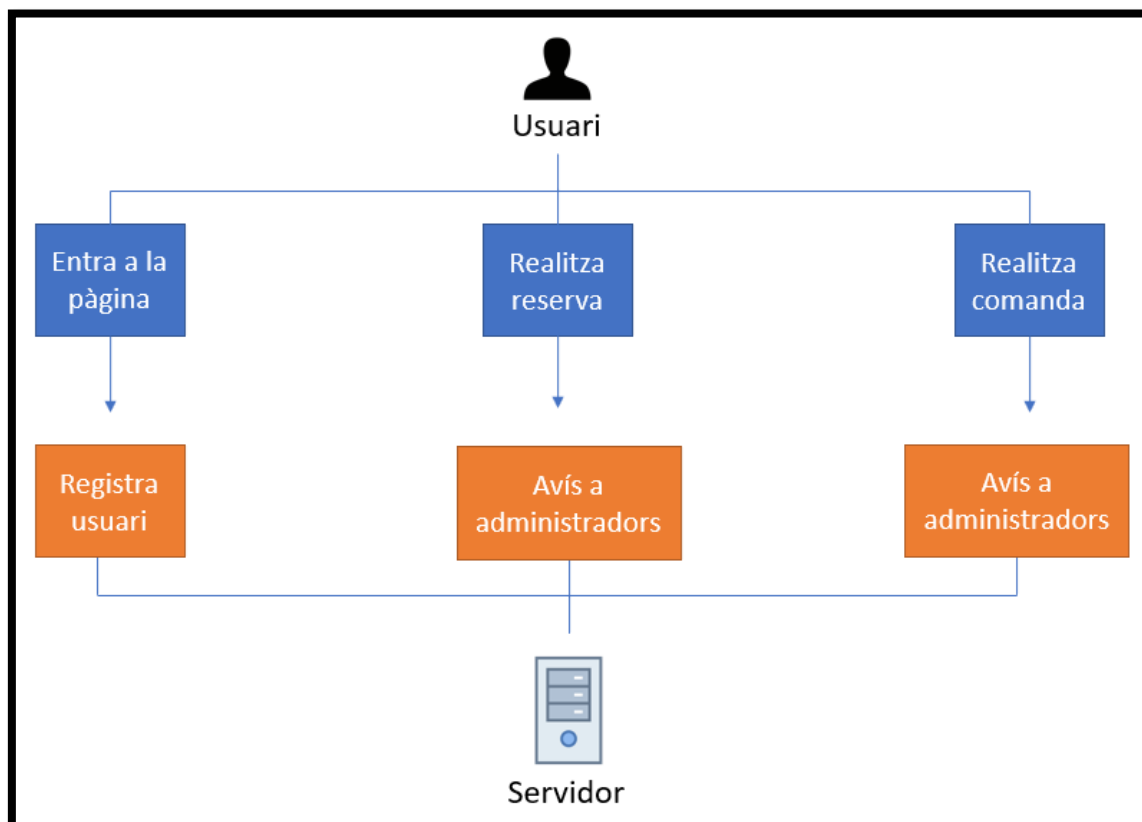 Usuari
Entra a la
pàgina
Realitza
reserva
Realitza
comanda
Registra
usuari
Avís a
administradors
Avís a
administradors
Servidor